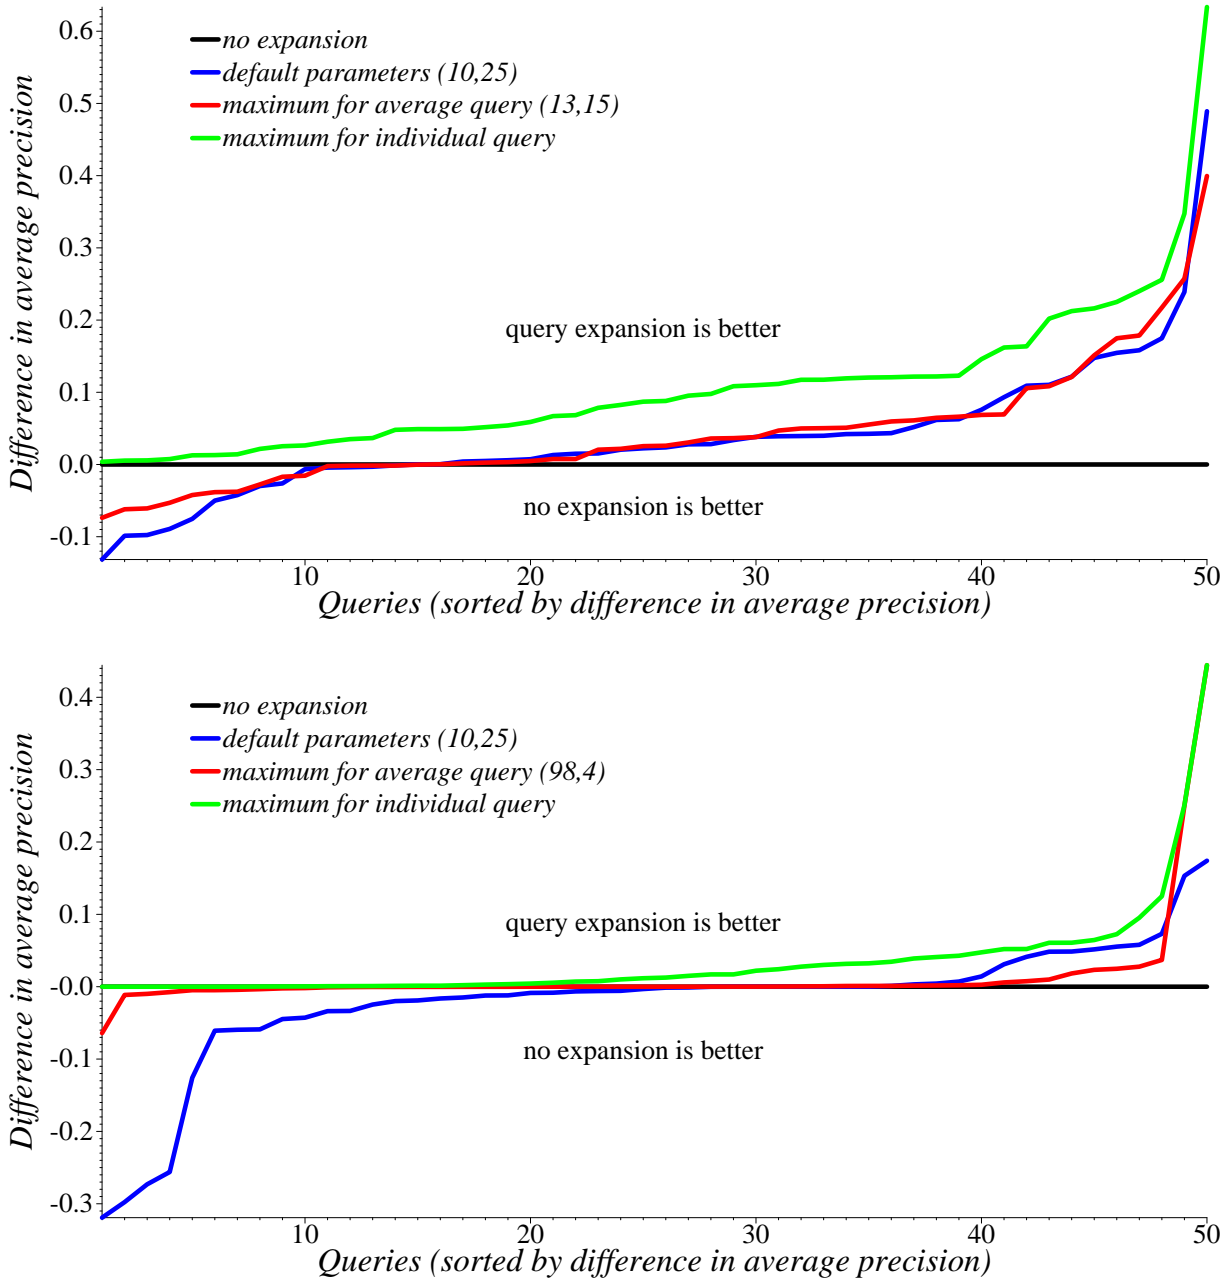 0.6
0.5
0.4
0.3
0.2
0.1
0.0
-0.1
Difference in average precision
no expansion
default parameters (10,25)
maximum for average query (13,15)
maximum for individual query
query expansion is better
no expansion is better
10 20 30 40 50
Queries (sorted by difference in average precision)
0.4
0.3
0.2
0.1
-0.0
-0.1
-0.2
-0.3
Difference in average precision
no expansion
default parameters (10,25)
maximum for average query (98,4)
maximum for individual query
query expansion is better
no expansion is better
10 20 30 40 50
Queries (sorted by difference in average precision)